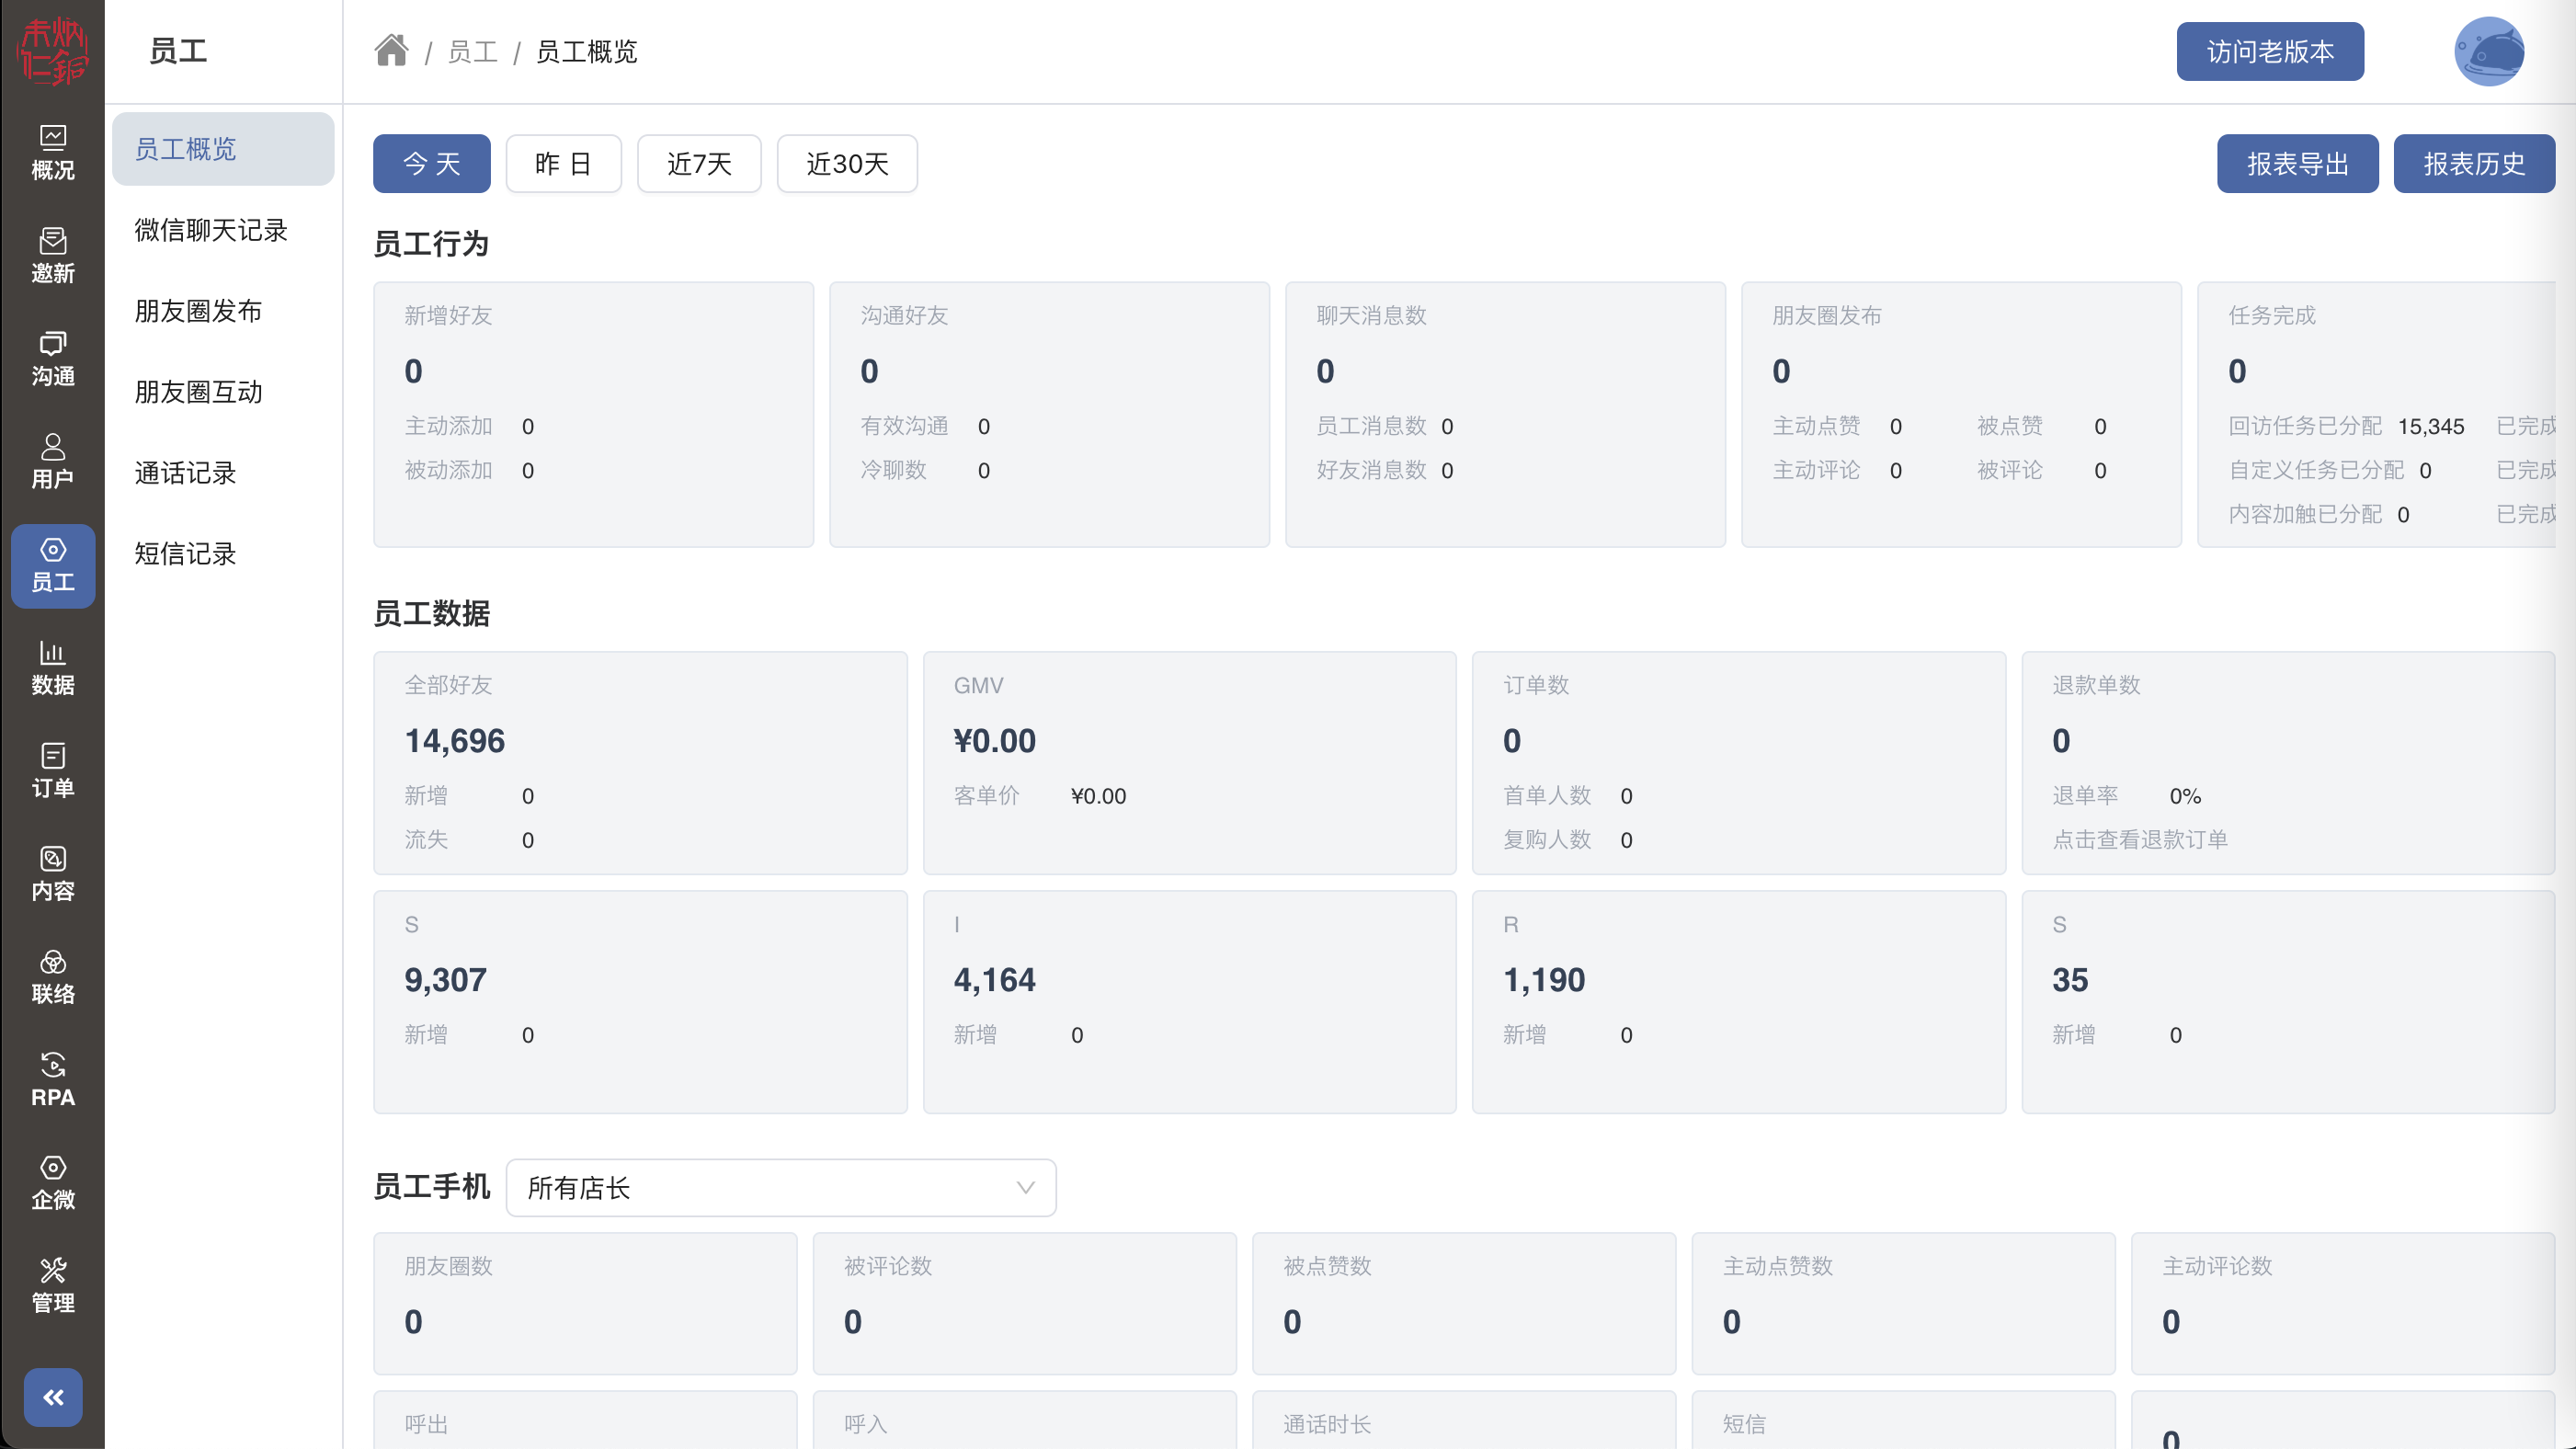 朱炳仁銅
员工
/ 员工 / 员工概览
访问老版本
概况
邀新
沟通
用户
员工
数据
订单
内容
联络
RPA
企微
管理
员工概览
微信聊天记录
朋友圈发布
朋友圈互动
通话记录
短信记录
今天 昨日 近7天 近30天
报表导出 报表历史
员工行为
新增好友
0
主动添加 0
被动添加 0
沟通好友
0
有效沟通 0
冷聊数 0
聊天消息数
0
员工消息数 0
好友消息数 0
朋友圈发布
0
主动点赞 0 被点赞 0
主动评论 0 被评论 0
任务完成
0
回访任务已分配 15,345 已完成
自定义任务已分配 0 已完成
内容加触已分配 0 已完成
员工数据
全部好友
14,696
新增 0
流失 0
GMV
¥0.00
客单价 ¥0.00
订单数
0
首单人数 0
复购人数 0
退款单数
0
退单率 0%
点击查看退款订单
S
9,307
新增 0
I
4,164
新增 0
R
1,190
新增 0
S
35
新增 0
员工手机 所有店长
朋友圈数
0
被评论数
0
被点赞数
0
主动点赞数
0
主动评论数
0
呼出
呼入
通话时长
短信
0